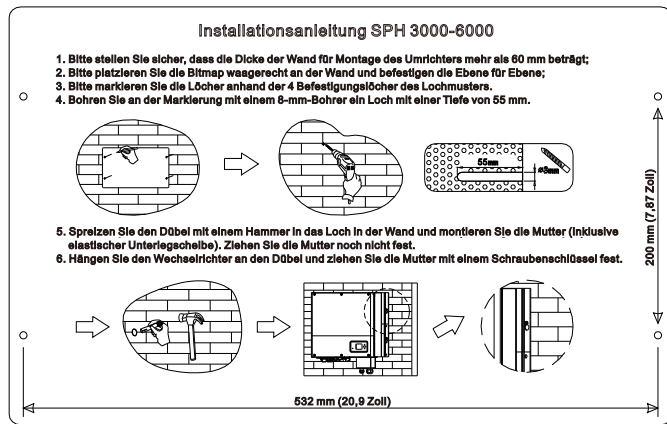 Installationsanleitung SPH 3000-6000
1. Bitte stellen Sie sicher, dass die Dicke der Wand für Montage des Umrichters mehr als 60 mm beträgt;
2. Bitte platzieren Sie die Bitmap waagerecht an der Wand und befestigen die Ebene für Ebene;
3. Bitte markieren Sie die Löcher anhand der 4 Befestigungslöcher des Lochmusters.
4. Bohren Sie an der Markierung mit einem 8-mm-Bohrer ein Loch mit einer Tiefe von 55 mm.
55mm
ø8mm
200 mm (7,87 Zoll)
5. Spreizen Sie den Dübel mit einem Hammer in das Loch in der Wand und montieren Sie die Mutter (inklusive
elastischer Unterlegscheibe). Ziehen Sie die Mutter noch nicht fest.
6. Hängen Sie den Wechselrichter an den Dübel und ziehen Sie die Mutter mit einem Schraubenschlüssel fest.
532 mm (20,9 Zoll)